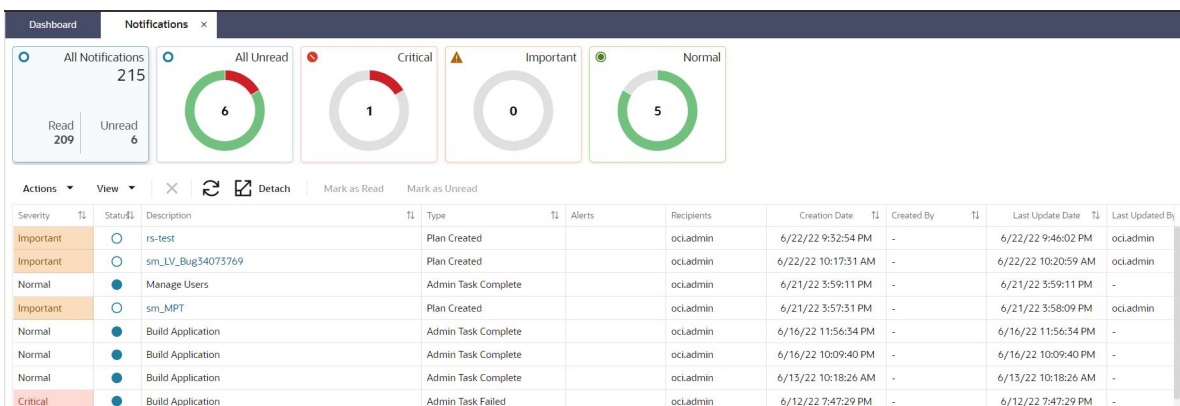 Dashboard Notifications ×
All Notifications All Unread Critical Important Normal
215
6 1 0 5
Read Unread
209 6
Actions View Detach Mark as Read Mark as Unread
Severity Status Description Type Alerts Recipients Creation Date Created By Last Update Date Last Updated By
Important rs-test Plan Created oci.admin 6/22/22 9:32:54 PM - 6/22/22 9:46:02 PM oci.admin
Important sm_LV_Bug34073769 Plan Created oci.admin 6/22/22 10:17:31 AM - 6/22/22 10:20:59 AM oci.admin
Normal Manage Users Admin Task Complete oci.admin 6/21/22 3:59:11 PM - 6/21/22 3:59:11 PM -
Important sm_MPT Plan Created oci.admin 6/21/22 3:57:31 PM - 6/21/22 3:58:09 PM oci.admin
Normal Build Application Admin Task Complete oci.admin 6/16/22 11:56:34 PM - 6/16/22 11:56:34 PM -
Normal Build Application Admin Task Complete oci.admin 6/16/22 10:09:40 PM - 6/16/22 10:09:40 PM -
Normal Build Application Admin Task Complete oci.admin 6/13/22 10:18:26 AM - 6/13/22 10:18:26 AM -
Critical Build Application Admin Task Failed oci.admin 6/12/22 7:47:29 PM - 6/12/22 7:47:29 PM -